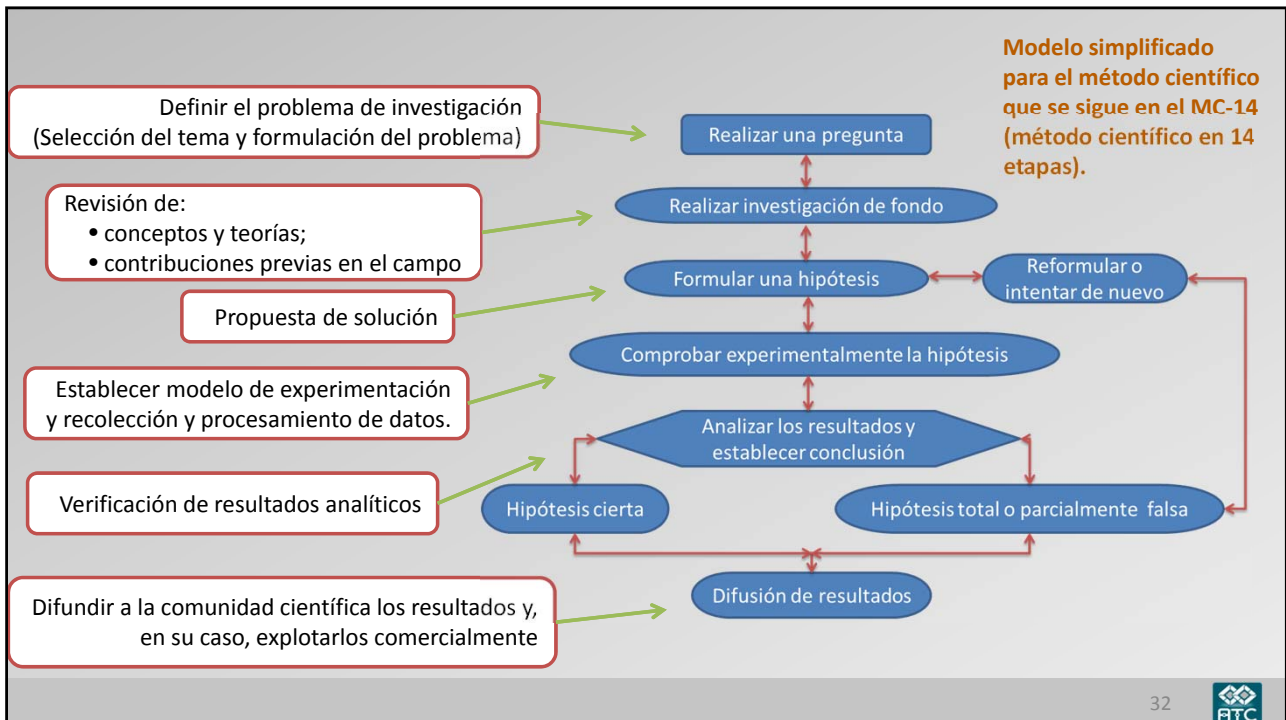 Modelo simplificado
para el método científico
que se sigue en el MC-14
(método científico en 14
etapas).
Definir el problema de investigación
(Selección del tema y formulación del problema)
Realizar una pregunta
Revisión de:
• conceptos y teorías;
• contribuciones previas en el campo
Realizar investigación de fondo
Propuesta de solución
Formular una hipótesis
Reformular o
intentar de nuevo
Establecer modelo de experimentación
y recolección y procesamiento de datos.
Comprobar experimentalmente la hipótesis
Analizar los resultados y
establecer conclusión
Verificación de resultados analíticos
Hipótesis cierta
Hipótesis total o parcialmente falsa
Difundir a la comunidad científica los resultados y,
en su caso, explotarlos comercialmente
Difusión de resultados
32
ATC